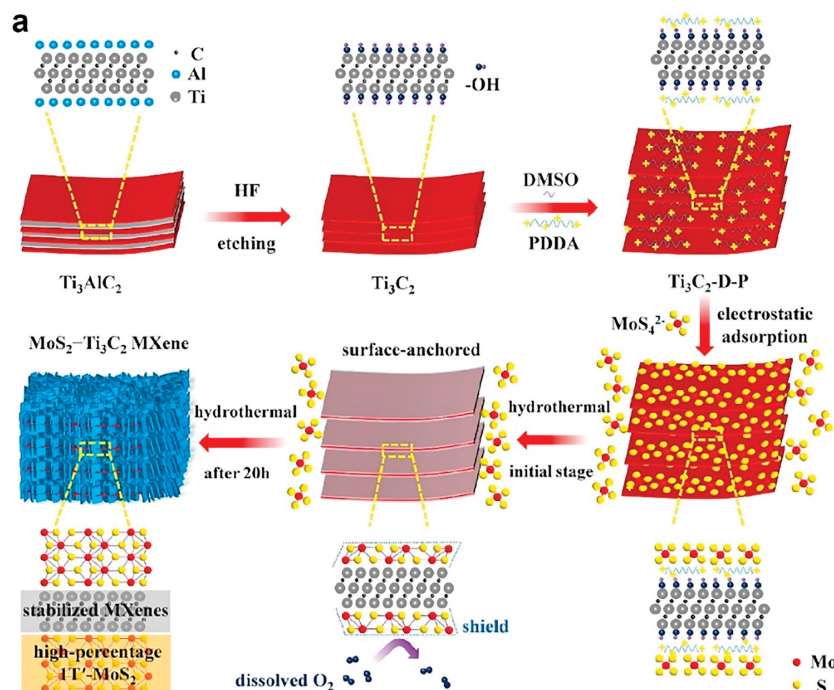 a
C
Al
Ti
-OH
HF
etching
DMSO
PDDA
Ti₃AlC₂
Ti₃C₂
Ti₃C₂-D-P
MoS₄²⁻
electrostatic
adsorption
MoS₂–Ti₃C₂ MXene
surface-anchored
hydrothermal
after 20h
hydrothermal
initial stage
stabilized MXenes
high-percentage
1T′-MoS₂
shield
dissolved O₂
Mo
S